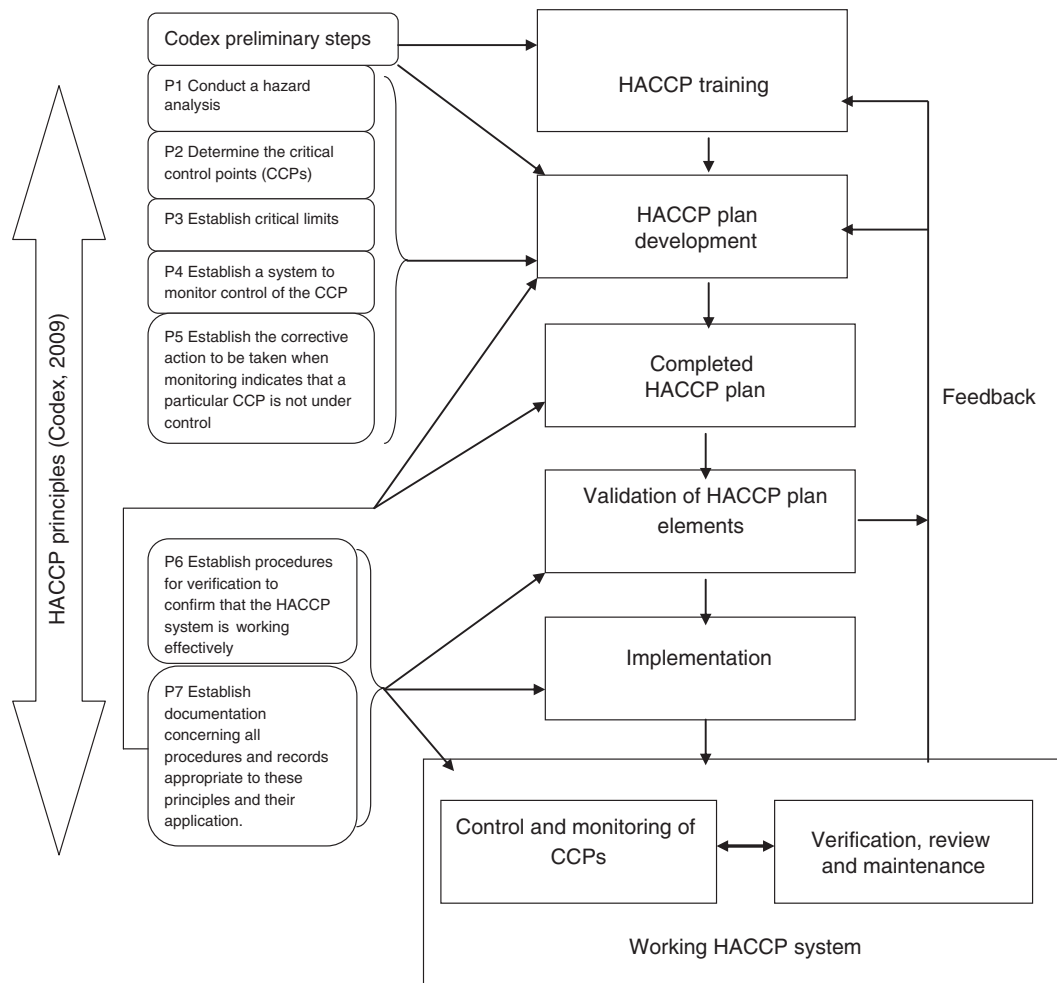 Codex preliminary steps
P1 Conduct a hazard
analysis
P2 Determine the critical
control points (CCPs)
P3 Establish critical limits
P4 Establish a system to
monitor control of the CCP
P5 Establish the corrective
action to be taken when
monitoring indicates that a
particular CCP is not under
control
P6 Establish procedures
for verification to
confirm that the HACCP
system is working
effectively
P7 Establish
documentation
concerning all
procedures and records
appropriate to these
principles and their
application.
HACCP principles (Codex, 2009)
HACCP training
HACCP plan
development
Completed
HACCP plan
Validation of HACCP plan
elements
Implementation
Feedback
Control and monitoring of
CCPs
Verification, review
and maintenance
Working HACCP system